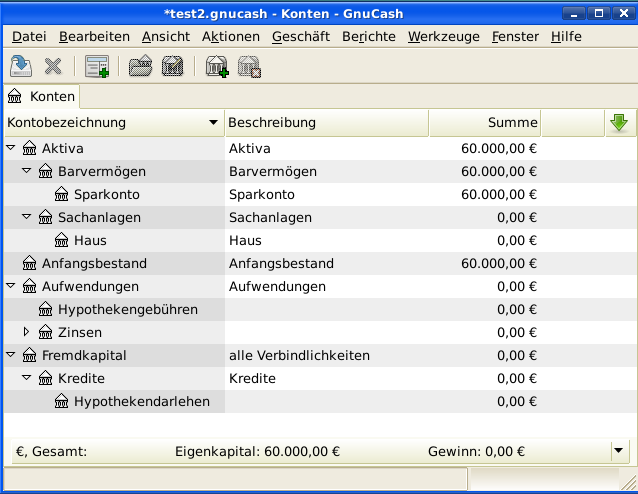 *test2.gnucash - Konten - GnuCash
Datei Bearbeiten Ansicht Aktionen Geschäft Berichte Werkzeuge Fenster Hilfe
Konten
Kontobezeichnung Beschreibung Summe
Aktiva Aktiva 60.000,00 €
Barvermögen Barvermögen 60.000,00 €
Sparkonto Sparkonto 60.000,00 €
Sachanlagen Sachanlagen 0,00 €
Haus Haus 0,00 €
Anfangsbestand Anfangsbestand 60.000,00 €
Aufwendungen Aufwendungen 0,00 €
Hypothekengebühren 0,00 €
Zinsen 0,00 €
Fremdkapital alle Verbindlichkeiten 0,00 €
Kredite Kredite 0,00 €
Hypothekendarlehen 0,00 €
€, Gesamt: Eigenkapital: 60.000,00 € Gewinn: 0,00 €